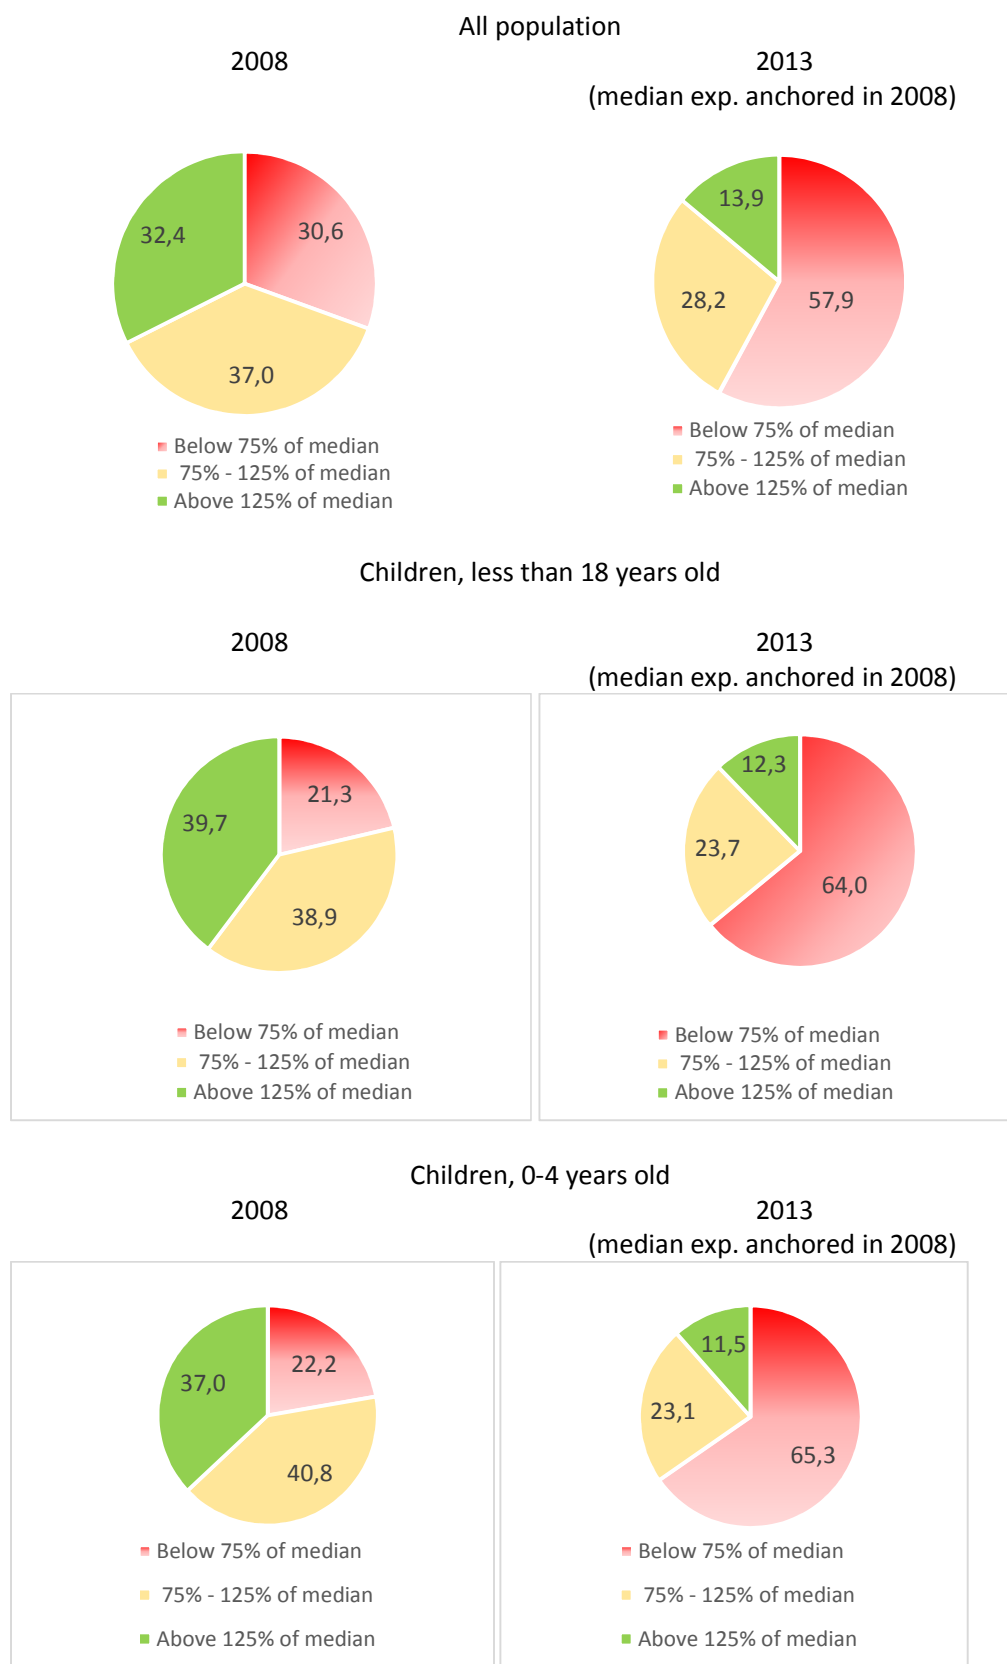 All population
2008
2013
(median exp. anchored in 2008)
32,4
30,6
37,0
Below 75% of median
75% - 125% of median
Above 125% of median
13,9
28,2
57,9
Below 75% of median
75% - 125% of median
Above 125% of median
Children, less than 18 years old
2008
2013
(median exp. anchored in 2008)
21,3
39,7
38,9
Below 75% of median
75% - 125% of median
Above 125% of median
12,3
23,7
64,0
Below 75% of median
75% - 125% of median
Above 125% of median
Children, 0-4 years old
2008
2013
(median exp. anchored in 2008)
22,2
37,0
40,8
Below 75% of median
75% - 125% of median
Above 125% of median
11,5
23,1
65,3
Below 75% of median
75% - 125% of median
Above 125% of median